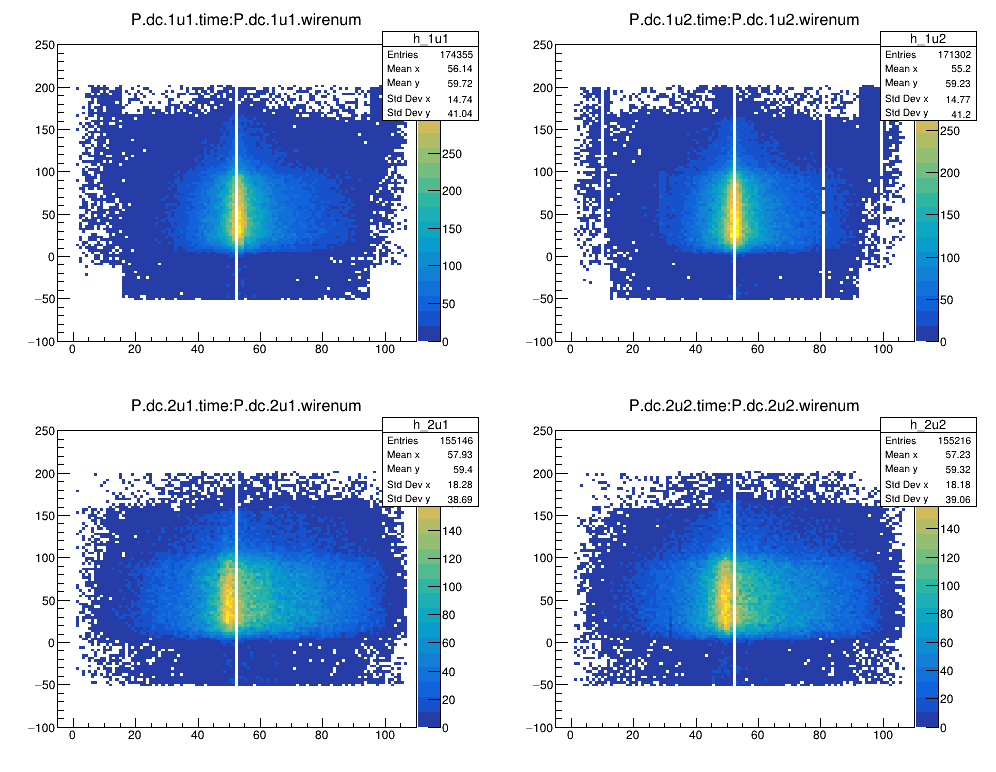 P.dc.1u1.time:P.dc.1u1.wirenum
h_1u1
Entries 174355
Mean x 56.14
Mean y 59.72
Std Dev x 14.74
Std Dev y 41.04
250
200
150
100
50
0
−50
−100
0 20 40 60 80 100
250
200
150
100
50
0
P.dc.1u2.time:P.dc.1u2.wirenum
h_1u2
Entries 171302
Mean x 55.2
Mean y 59.23
Std Dev x 14.77
Std Dev y 41.2
250
200
150
100
50
0
−50
−100
0 20 40 60 80 100
250
200
150
100
50
0
P.dc.2u1.time:P.dc.2u1.wirenum
h_2u1
Entries 155146
Mean x 57.93
Mean y 59.4
Std Dev x 18.28
Std Dev y 38.69
250
200
150
100
50
0
−50
−100
0 20 40 60 80 100
140
120
100
80
60
40
20
0
P.dc.2u2.time:P.dc.2u2.wirenum
h_2u2
Entries 155216
Mean x 57.23
Mean y 59.32
Std Dev x 18.18
Std Dev y 39.06
250
200
150
100
50
0
−50
−100
0 20 40 60 80 100
140
120
100
80
60
40
20
0